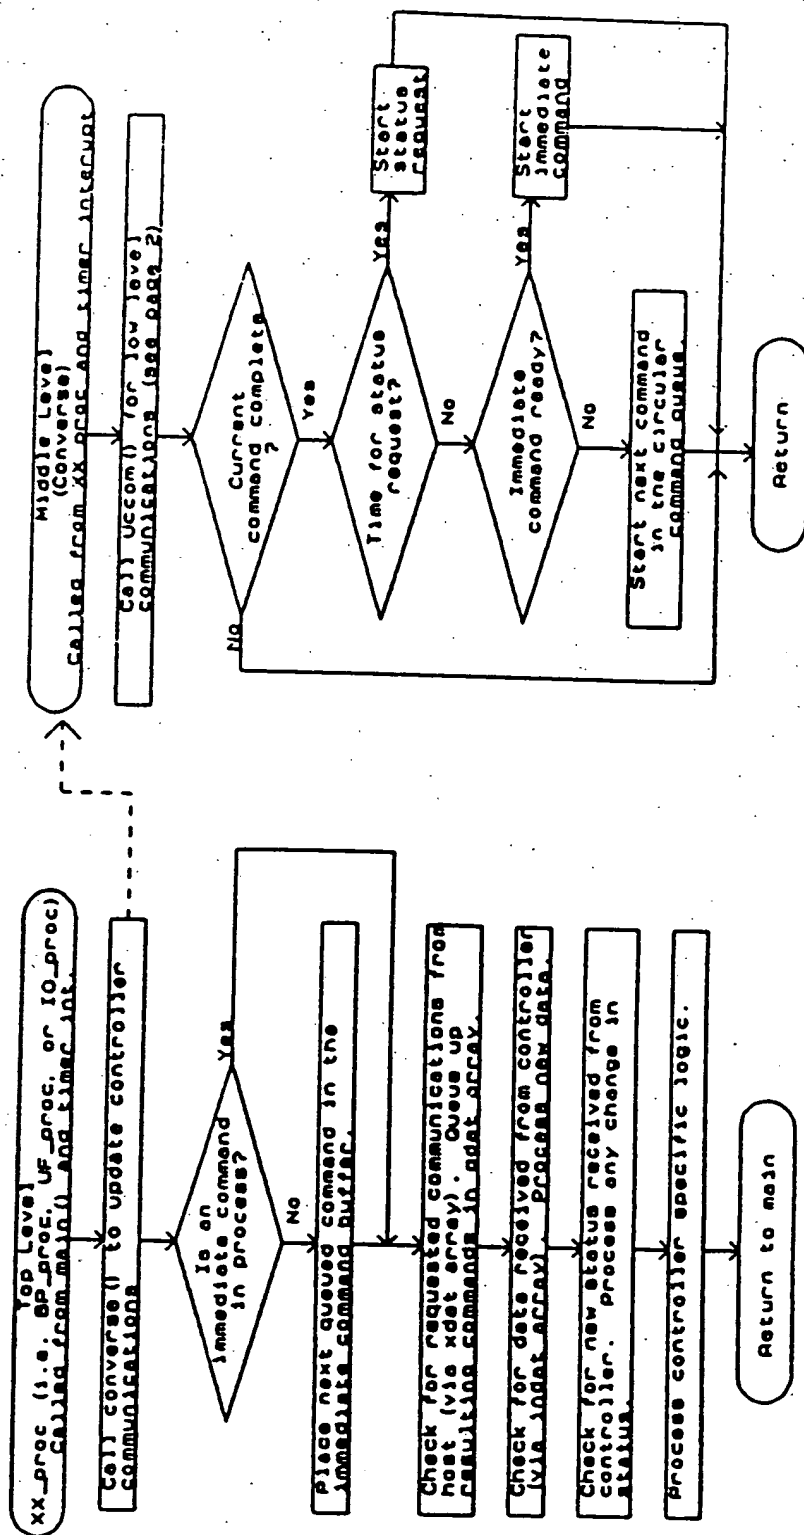 Top Level
XX_proc (i.e. BP_proc, UF_proc, or IO_proc)
Called from main() and timer int.
Call converse() to update controller
communications
Is an
immediate command
in process?
Yes
No
Place next queued command in the
immediate command buffer.
Check for requested communications from
host (via xdat array). Queue up
resulting commands in qdat array.
Check for data received from controller
(via indat array). Process new data.
Check for new status received from
controller. Process any change in
status.
Process controller specific logic.
Return to main
Middle Level
(Converse)
Called from XX_proc and timer interupt
Call Uccom() for low level
communications (see page 2)
Current
command complete
?
No
Yes
Time for status
request?
Yes
Start
status
request
No
Immediate
command ready?
Yes
Start
immediate
command
No
Start next command
in the circular
command queue.
Return